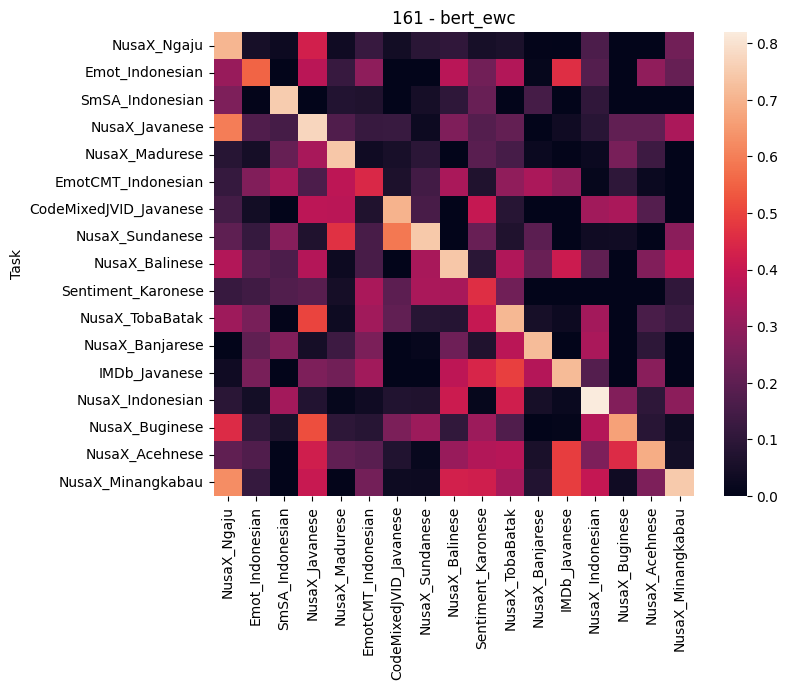 161 - bert_ewc
NusaX_Ngaju
Emot_Indonesian
SmSA_Indonesian
NusaX_Javanese
NusaX_Madurese
EmotCMT_Indonesian
CodeMixedJVID_Javanese
NusaX_Sundanese
NusaX_Balinese
Sentiment_Karonese
NusaX_TobaBatak
NusaX_Banjarese
IMDb_Javanese
NusaX_Indonesian
NusaX_Buginese
NusaX_Acehnese
NusaX_Minangkabau
Task
NusaX_Ngaju
Emot_Indonesian
SmSA_Indonesian
NusaX_Javanese
NusaX_Madurese
EmotCMT_Indonesian
CodeMixedJVID_Javanese
NusaX_Sundanese
NusaX_Balinese
Sentiment_Karonese
NusaX_TobaBatak
NusaX_Banjarese
IMDb_Javanese
NusaX_Indonesian
NusaX_Buginese
NusaX_Acehnese
NusaX_Minangkabau
0.8
0.7
0.6
0.5
0.4
0.3
0.2
0.1
0.0